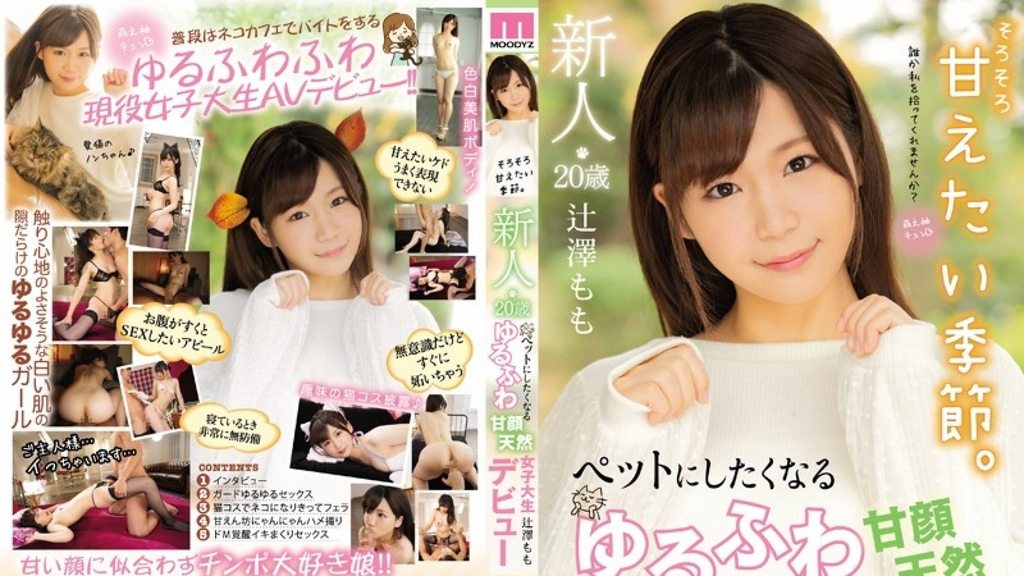 萌え袖
キュン♡
普段はネコカフェでバイトをする
ゆるふわふわ
現役女子大生AVデビュー!!
色白美肌ボディ!
愛猫の
ノンちゃん♪
甘えたいケド
うまく表現
できない
触り心地のよさそうな白い肌の
隙だらけのゆるゆるガール
お腹がすくと
SEXしたいアピール
無意識だけど
すぐに
妬いちゃう
趣味の猫コス披露♪
寝ているとき
非常に無防備
ご主人様…
イっちゃいます…
CONTENTS
1 インタビュー
2 ガードゆるゆるセックス
3 猫コスでネコになりきってフェラ
4 甘えん坊にゃんにゃんハメ撮り
5 ドM覚醒イキまくりセックス
甘い顔に似合わずチンポ大好き娘!!
MOODYZ
そろそろ
甘えたい
季節。
新人
20歳
ペットにしたくなる
ゆるふわ
甘顔
天然
女子大生
デビュー
辻澤もも
新人
20歳
辻澤もも
そろそろ
甘えたい季節。
誰か私を拾ってくれませんか?
萌え袖
キュン♡
ペットにしたくなる
ゆるふわ
甘顔
天然